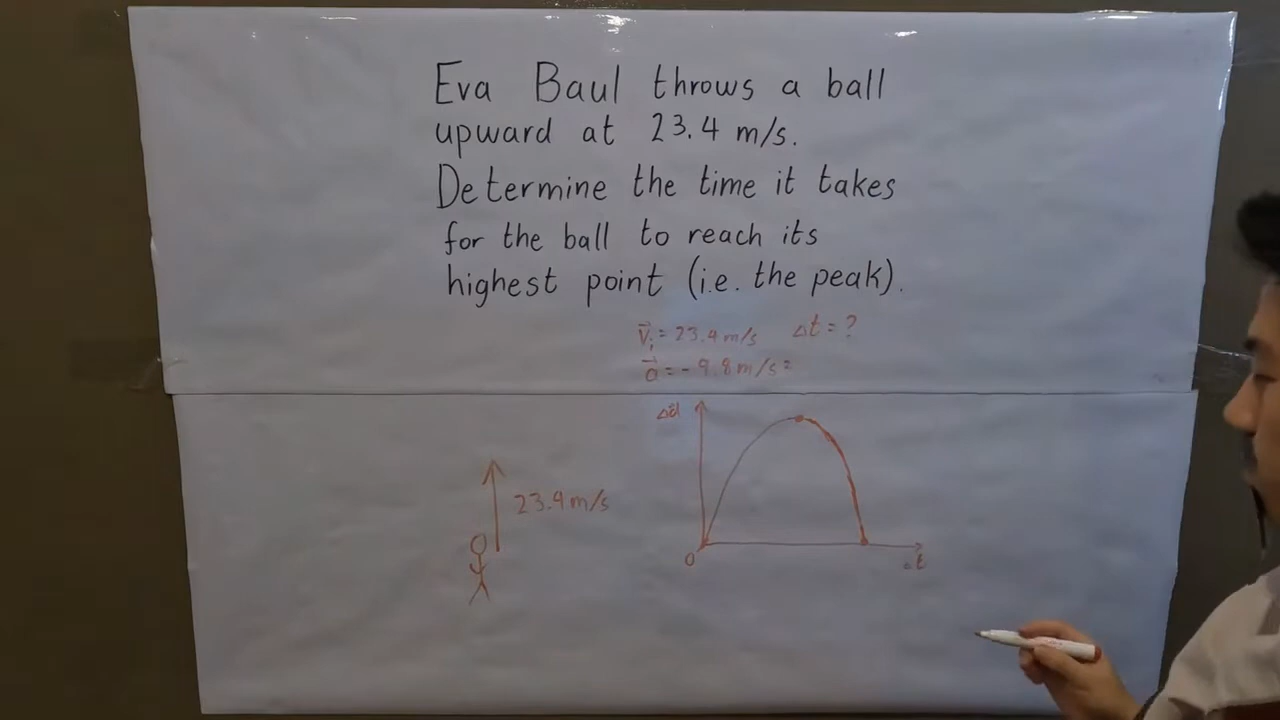 Eva Baul throws a ball
upward at 23.4 m/s.
Determine the time it takes
for the ball to reach its
highest point (i.e. the peak).
v⃗ᵢ = 23.4 m/s Δt = ?
a⃗ = - 9.8 m/s²
Δd⃗
23.4 m/s
0
t